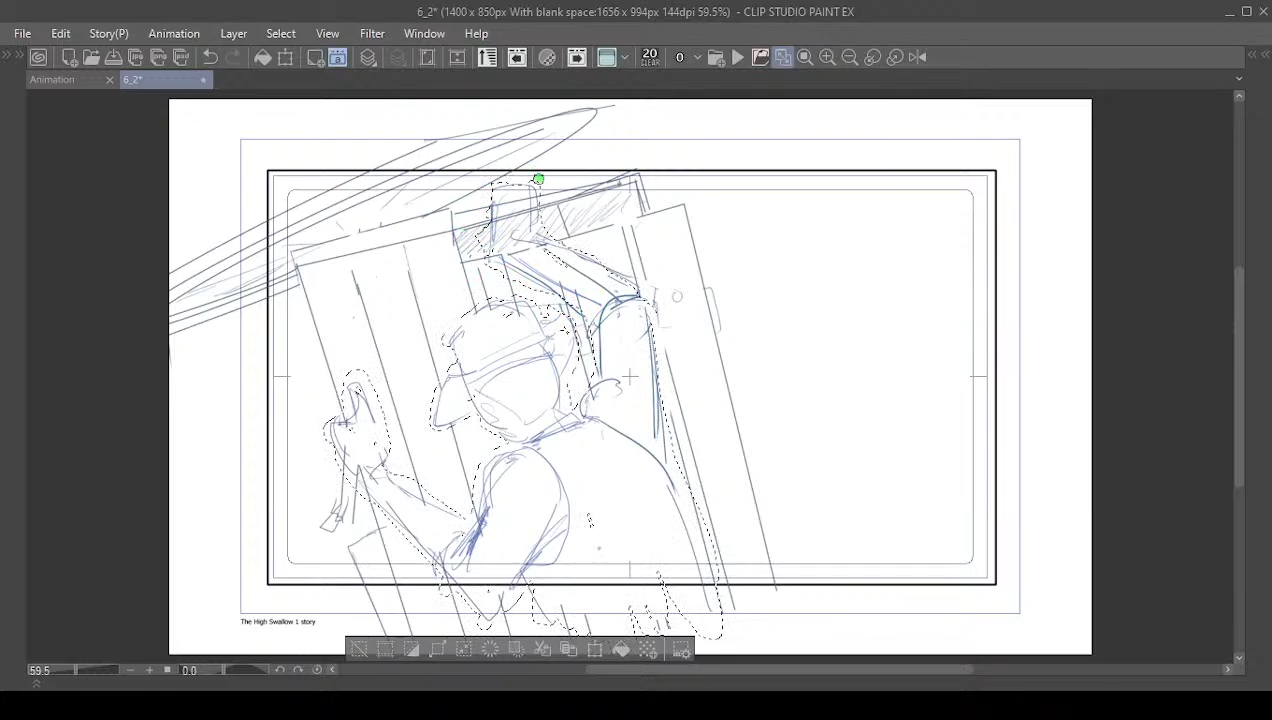 6_2* (1400 x 850px With blank space:1656 x 994px 144dpi 59.5%) - CLIP STUDIO PAINT EX
File Edit Story(P) Animation Layer Select View Filter Window Help
20 CLEAR 0
Animation 6_2*
The High Swallow 1 story
59.5 0.0